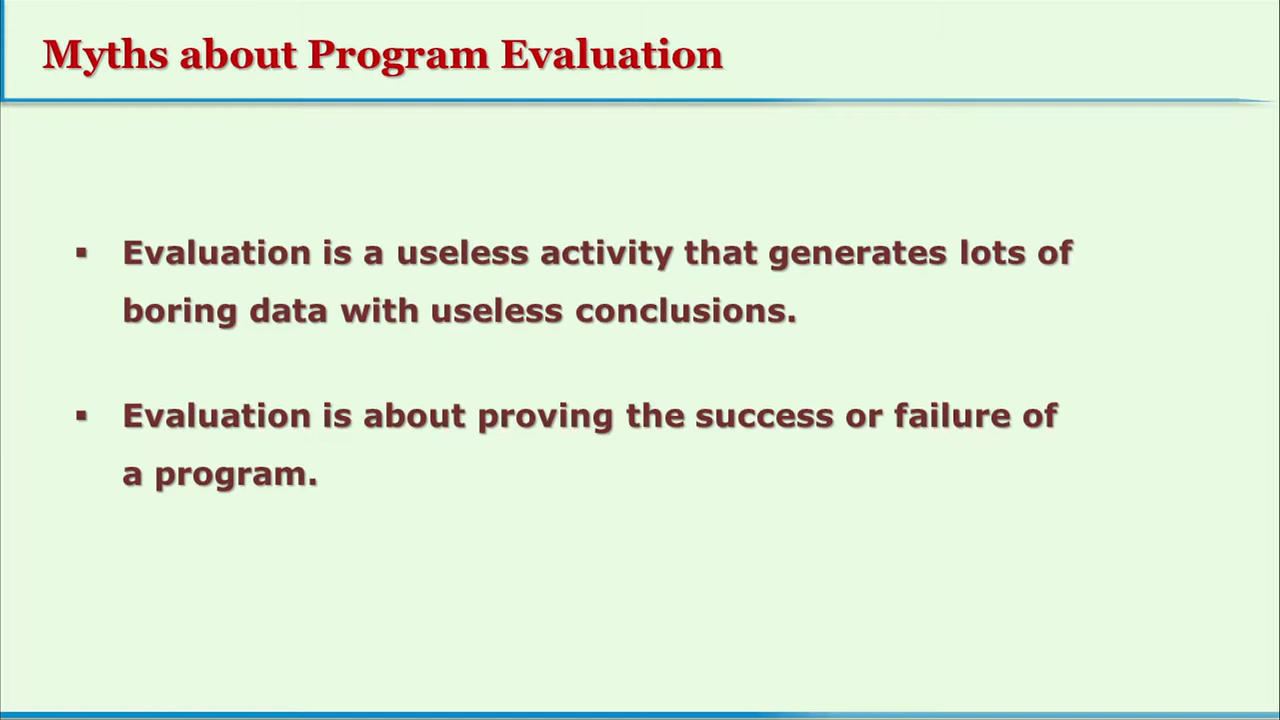 Myths about Program Evaluation
▪ Evaluation is a useless activity that generates lots of
boring data with useless conclusions.
▪ Evaluation is about proving the success or failure of
a program.